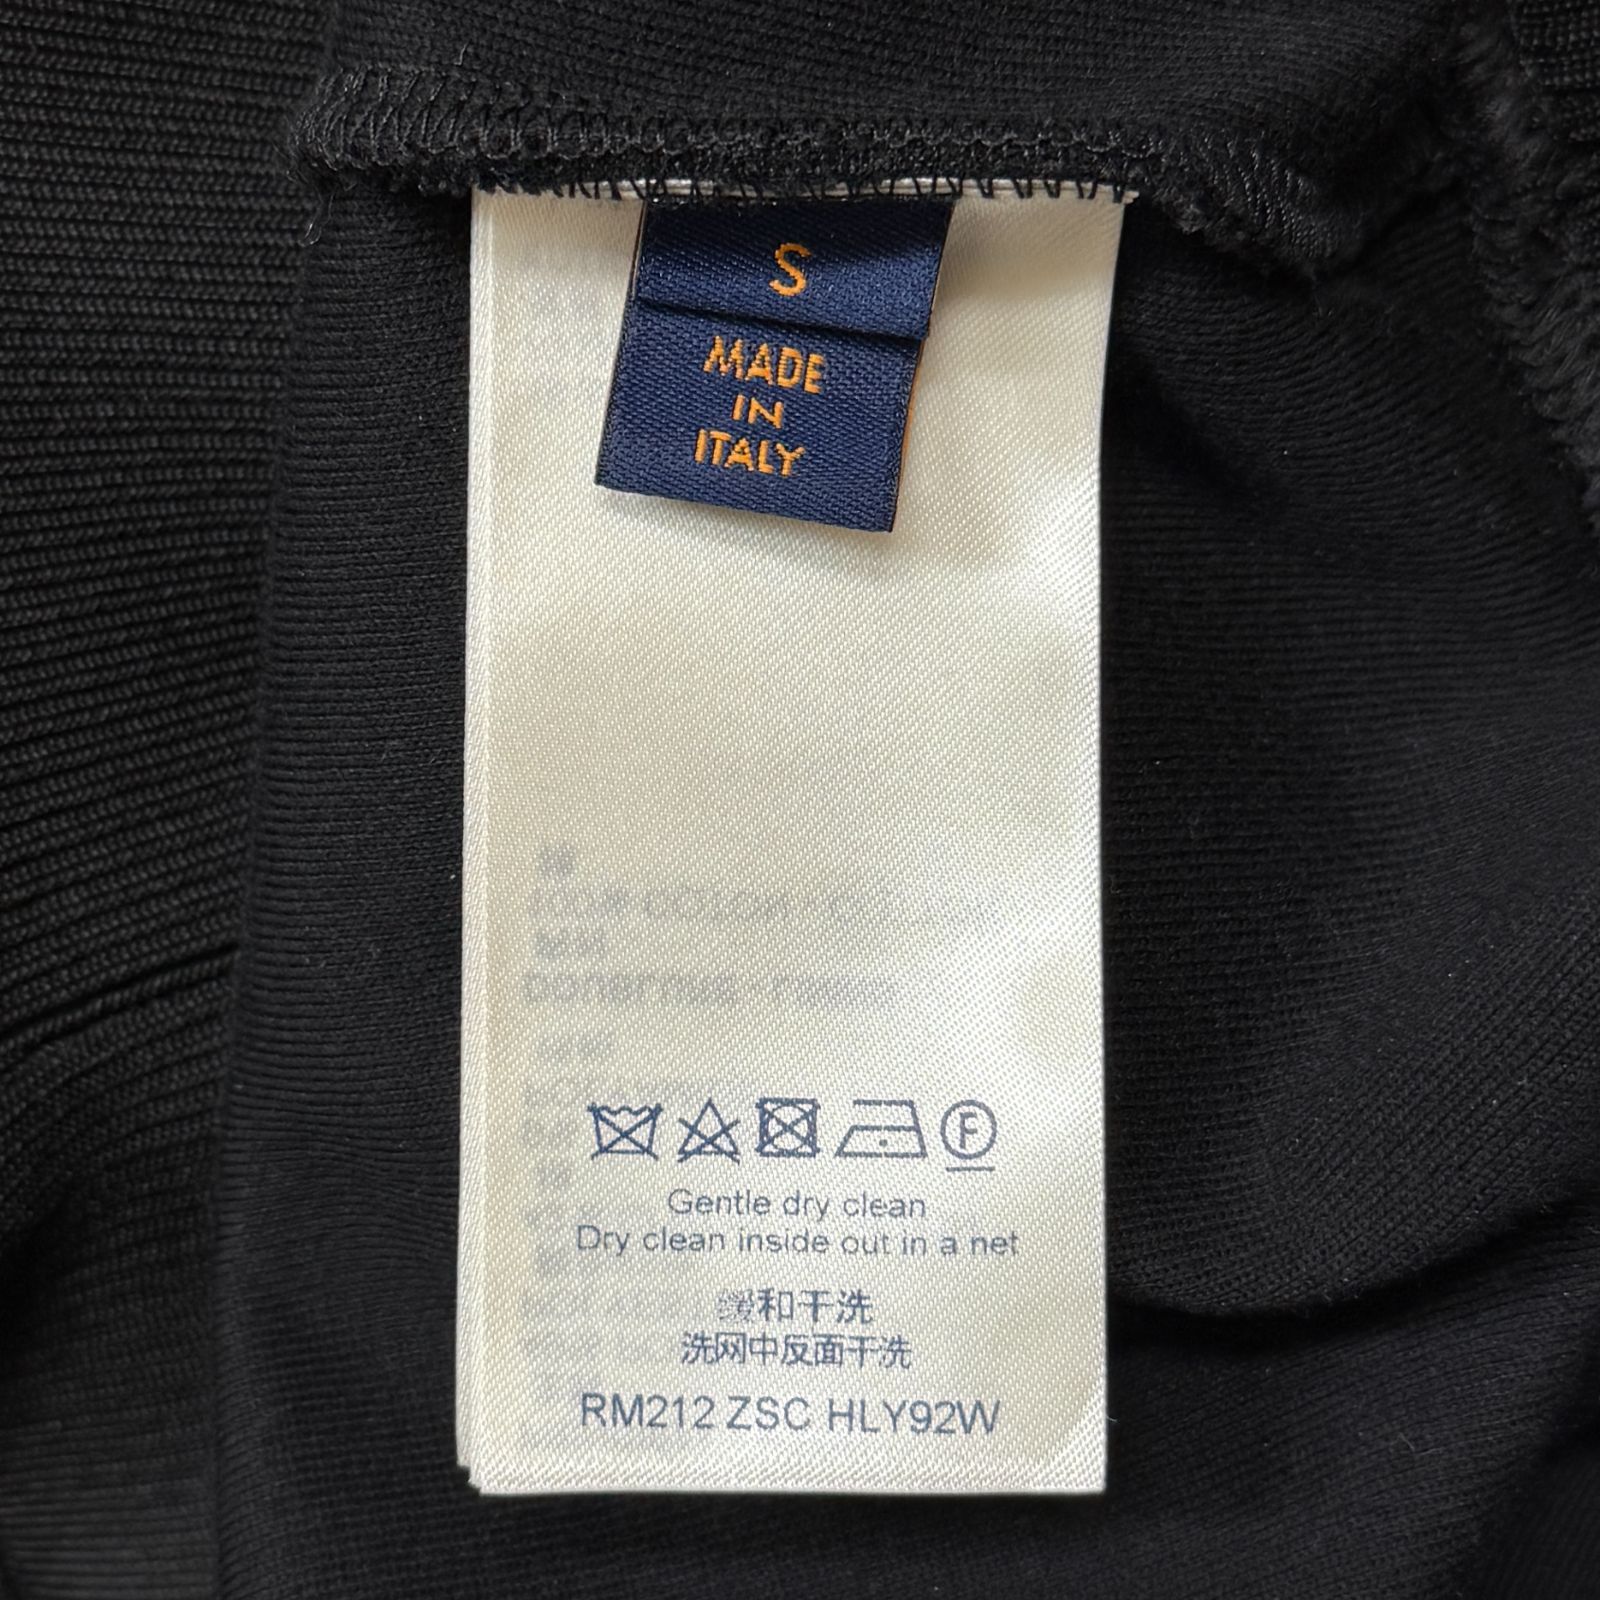 S
MADE
IN
ITALY
F
Gentle dry clean
Dry clean inside out in a net
缓和干洗
洗网中反面干洗
RM212 ZSC HLY92W